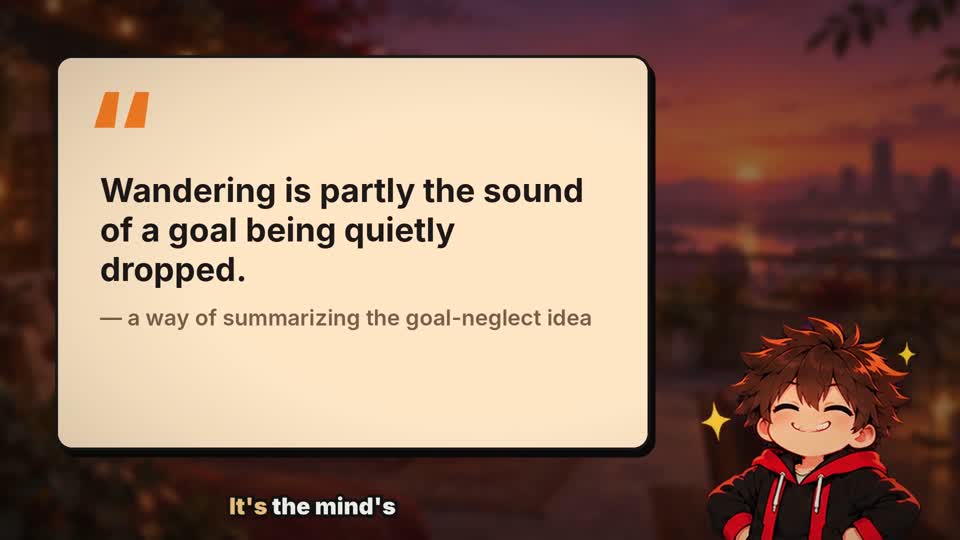 "
Wandering is partly the sound
of a goal being quietly
dropped.
— a way of summarizing the goal-neglect idea
It's the mind's